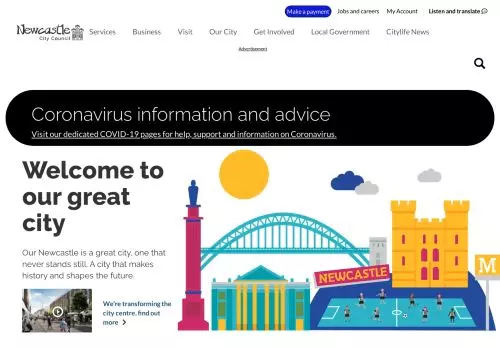 Make a payment Jobs and careers My Account Listen and translate
Newcastle
City Council
Services Business Visit Our City Get Involved Local Government Citylife News
Advertisement
Coronavirus information and advice
Visit our dedicated COVID-19 pages for help, support and information on Coronavirus.
Welcome to
our great
city
Our Newcastle is a great city, one that
never stands still. A city that makes
history and shapes the future.
We're transforming the
city centre, find out
more
NEWCASTLE
M